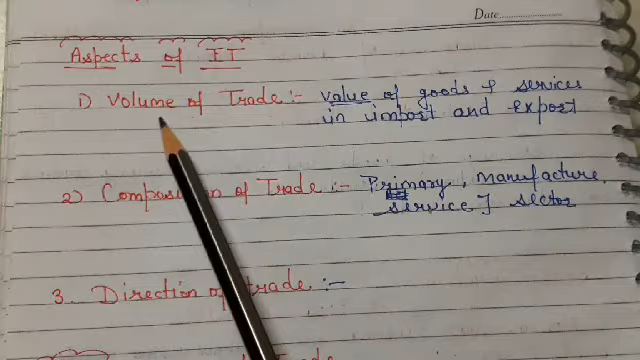 Date
Aspects of IT
1) Volume of Trade :- value of goods & services
in import and export
2) of Trade :- Primary, manufacture,
service] sector
3. Direction of trade :-
Trade